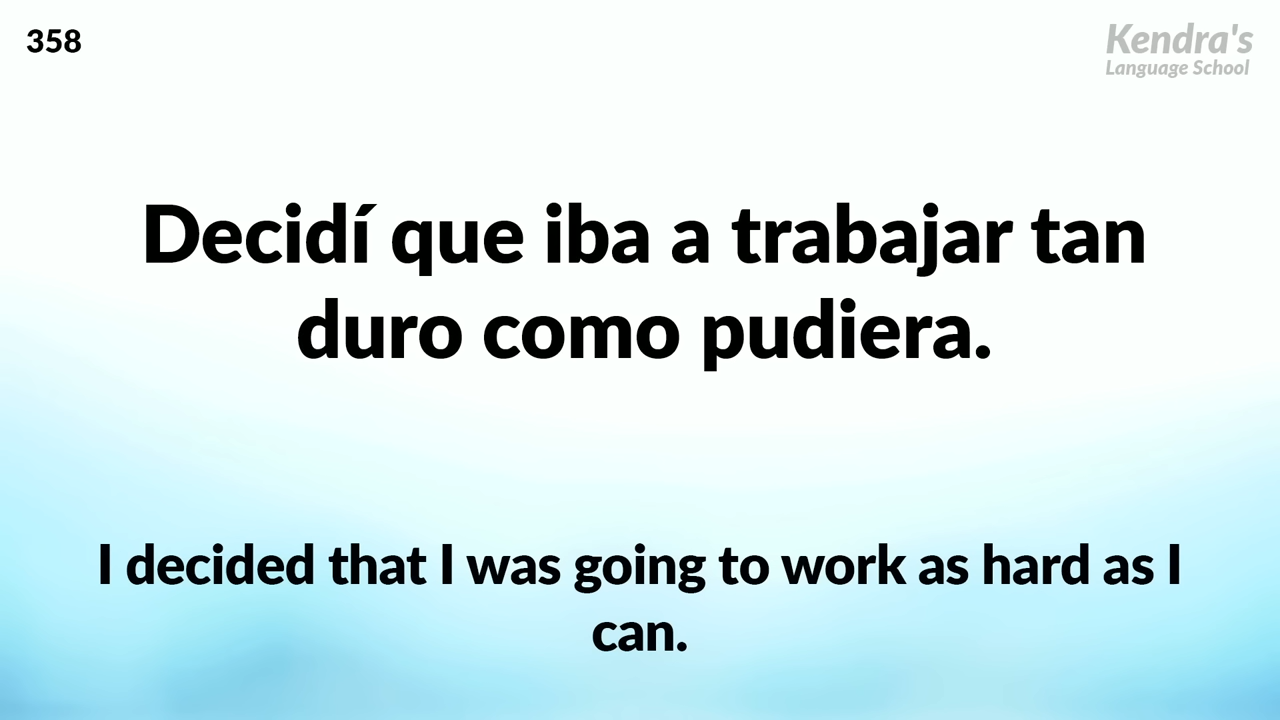 358
Kendra's
Language School
Decidí que iba a trabajar tan
duro como pudiera.
I decided that I was going to work as hard as I
can.